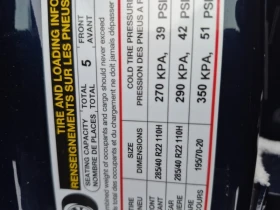 TIRE AND LOADING INFO
RENSEIGNEMENTS SUR LES PNEUS
SEATING CAPACITY TOTAL 5 FRONT
NOMBRE DE PLACES TOTAL AVANT
weight of occupants and cargo should never exceed
total des occupants et du chargement ne doit jamais dépasser
SIZE COLD TIRE PRESSURE
DIMENSIONS PRESSION DES PNEUS À
285/40 R22 110H 270 KPA, 39 PSI
285/40 R22 110H 290 KPA, 42 PSI
195/70-20 350 KPA, 51 PSI